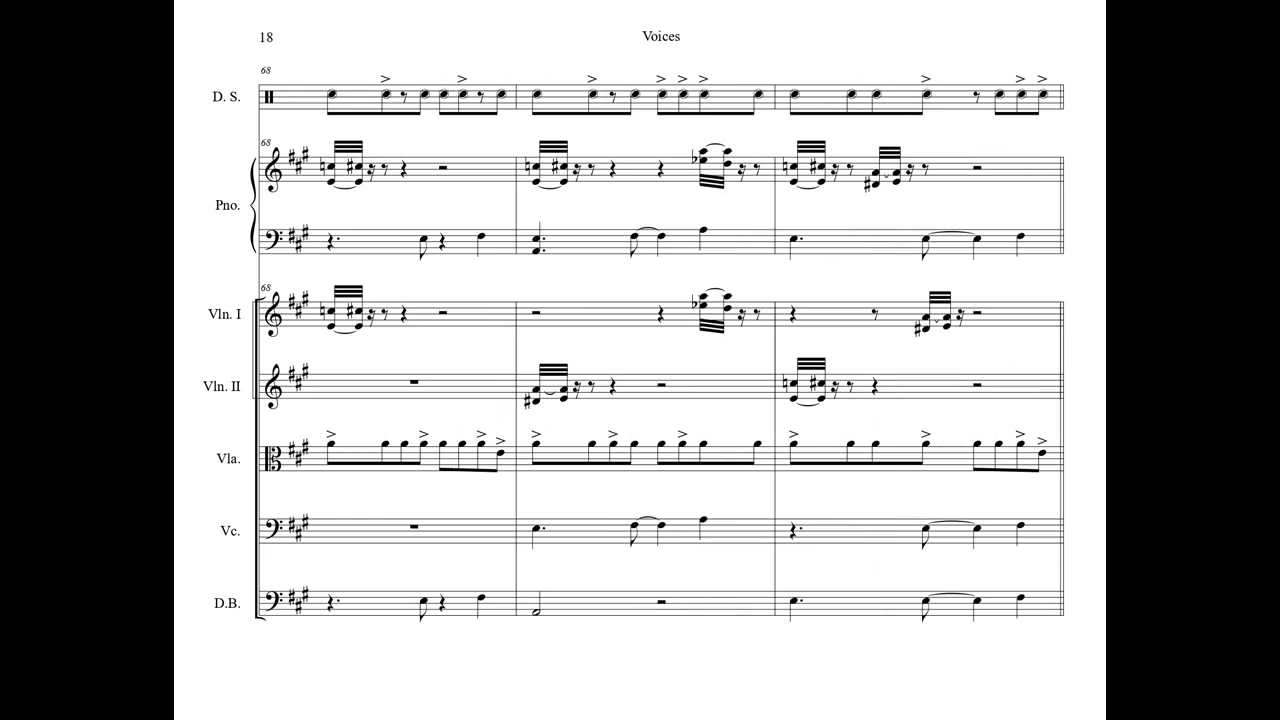 18
Voices
68
D. S.
68
Pno.
68
Vln. I
Vln. II
Vla.
Vc.
D.B.